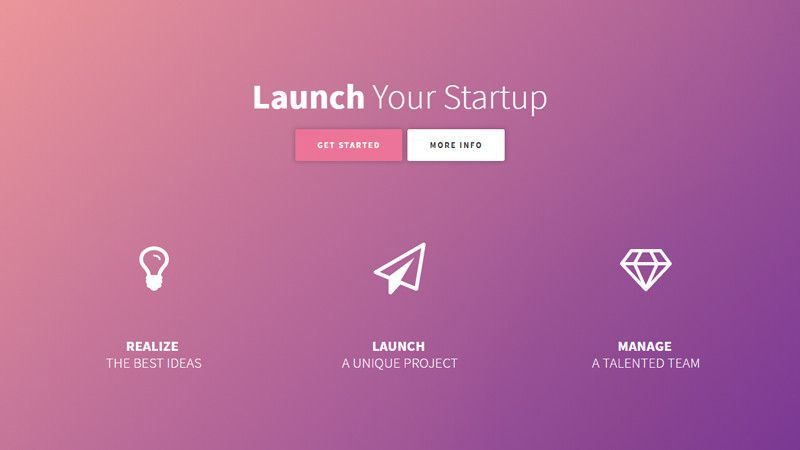 Launch Your Startup
GET STARTED
MORE INFO
REALIZE
THE BEST IDEAS
LAUNCH
A UNIQUE PROJECT
MANAGE
A TALENTED TEAM